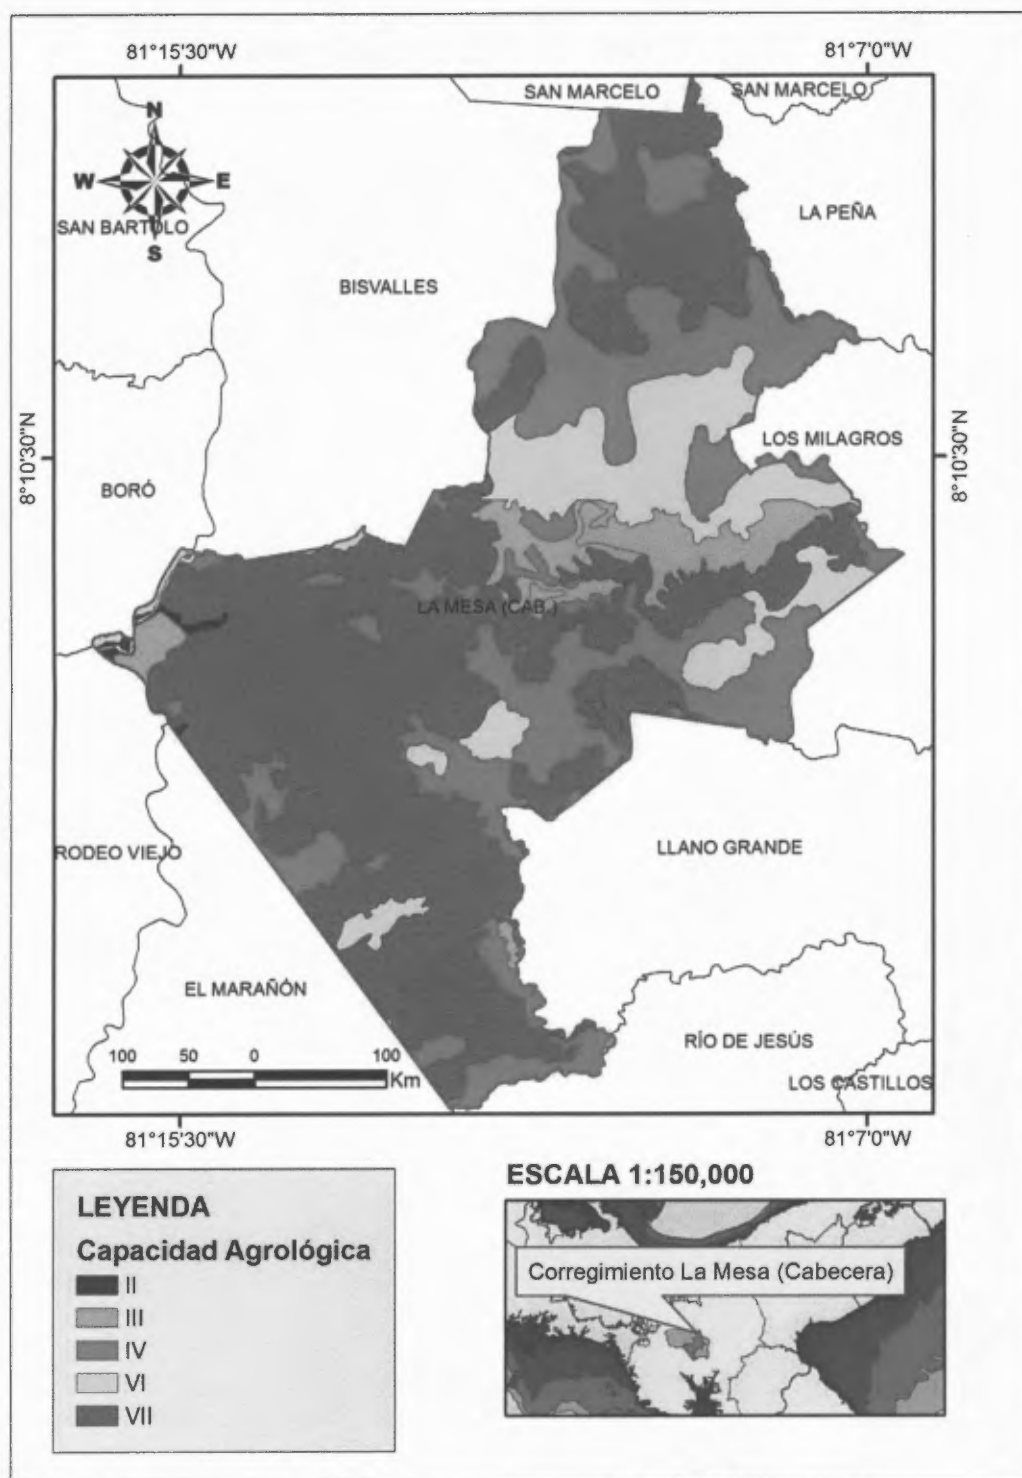 81°15'30"W
81°7'0"W
SAN MARCELO
SAN MARCELO
N
W
E
S
SAN BARTOLO
LA PEÑA
BISVALLES
8°10'30"N
8°10'30"N
LOS MILAGROS
BORÓ
LA MESA (CAB.)
RODEO VIEJO
LLANO GRANDE
EL MARAÑÓN
RÍO DE JESÚS
LOS CASTILLOS
100 50 0 100
Km
81°15'30"W
81°7'0"W
LEYENDA
Capacidad Agrológica
II
III
IV
VI
VII
ESCALA 1:150,000
Corregimiento La Mesa (Cabecera)